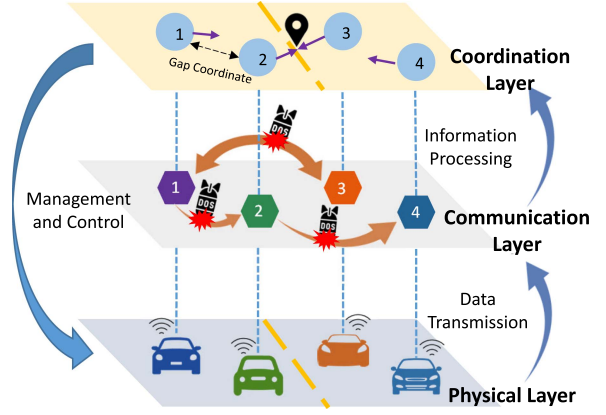 1
3
2
4
Gap Coordinate
Coordination
Layer
DOS
Information
Processing
1
3
DOS
2
DOS
4
Management
and Control
Communication
Layer
Data
Transmission
Physical Layer